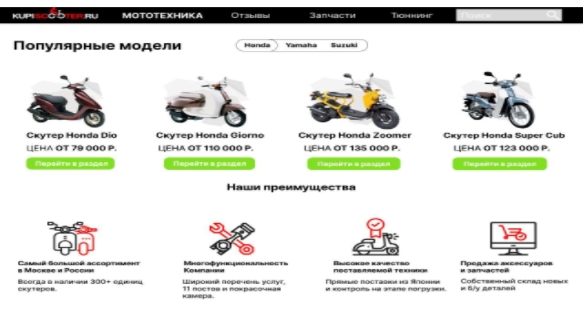 KUPISCOOTER.RU МОТОТЕХНИКА Отзывы Запчасти Тюнинг Поиск
Популярные модели Honda Yamaha Suzuki
Скутер Honda Dio
ЦЕНА ОТ 79 000 Р.
Перейти в раздел
Скутер Honda Giorno
ЦЕНА ОТ 110 000 Р.
Перейти в раздел
Скутер Honda Zoomer
ЦЕНА ОТ 135 000 Р.
Перейти в раздел
Скутер Honda Super Cub
ЦЕНА ОТ 123 000 Р.
Перейти в раздел
Наши преимущества
Самый большой ассортимент
в Москве и России
Всегда в наличии 300+ единиц
скутеров.
Многофункциональность
Компании
Широкий перечень услуг,
11 постов и покрасочная
камера.
Высокое качество
поставляемой техники
Прямые поставки из Японии
и контроль на этапе погрузки.
Продажа аксессуаров
и запчастей
Собственный склад новых
и б/у деталей